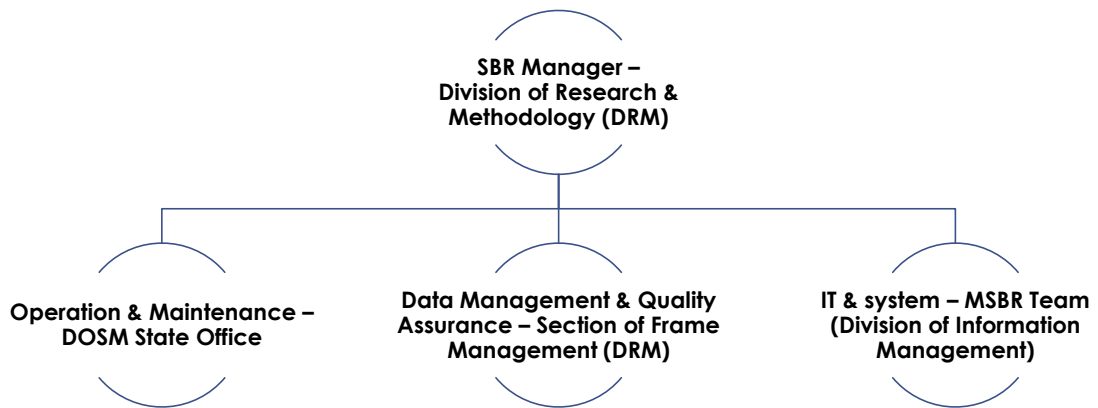 SBR Manager –
Division of Research &
Methodology (DRM)
Operation & Maintenance –
DOSM State Office
Data Management & Quality
Assurance – Section of Frame
Management (DRM)
IT & system – MSBR Team
(Division of Information
Management)